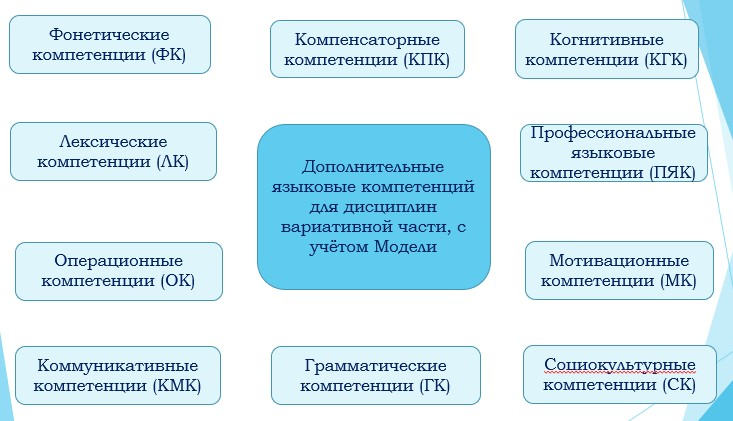 Фонетические
компетенции (ФК)
Компенсаторные
компетенции (КПК)
Когнитивные
компетенции (КГК)
Лексические
компетенции (ЛК)
Дополнительные
языковые компетенций
для дисциплин
вариативной части, с
учётом Модели
Профессиональные
языковые
компетенции (ПЯК)
Операционные
компетенции (ОК)
Мотивационные
компетенции (МК)
Коммуникативные
компетенции (КМК)
Грамматические
компетенции (ГК)
Социокультурные
компетенции (СК)